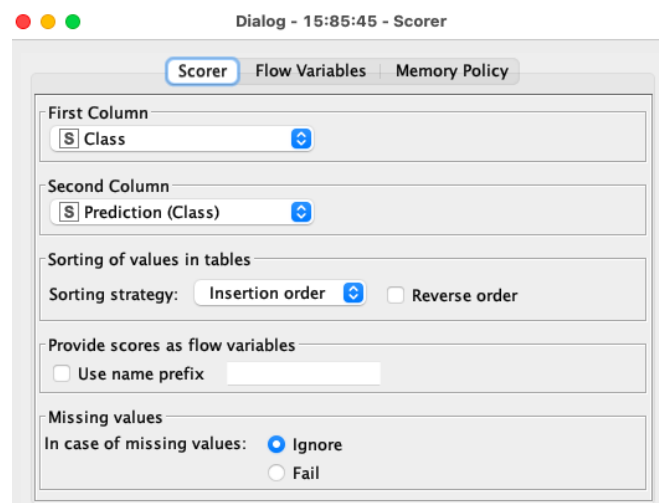 Dialog - 15:85:45 - Scorer
Scorer Flow Variables Memory Policy
First Column
S Class
Second Column
S Prediction (Class)
Sorting of values in tables
Sorting strategy: Insertion order Reverse order
Provide scores as flow variables
Use name prefix
Missing values
In case of missing values: Ignore
Fail